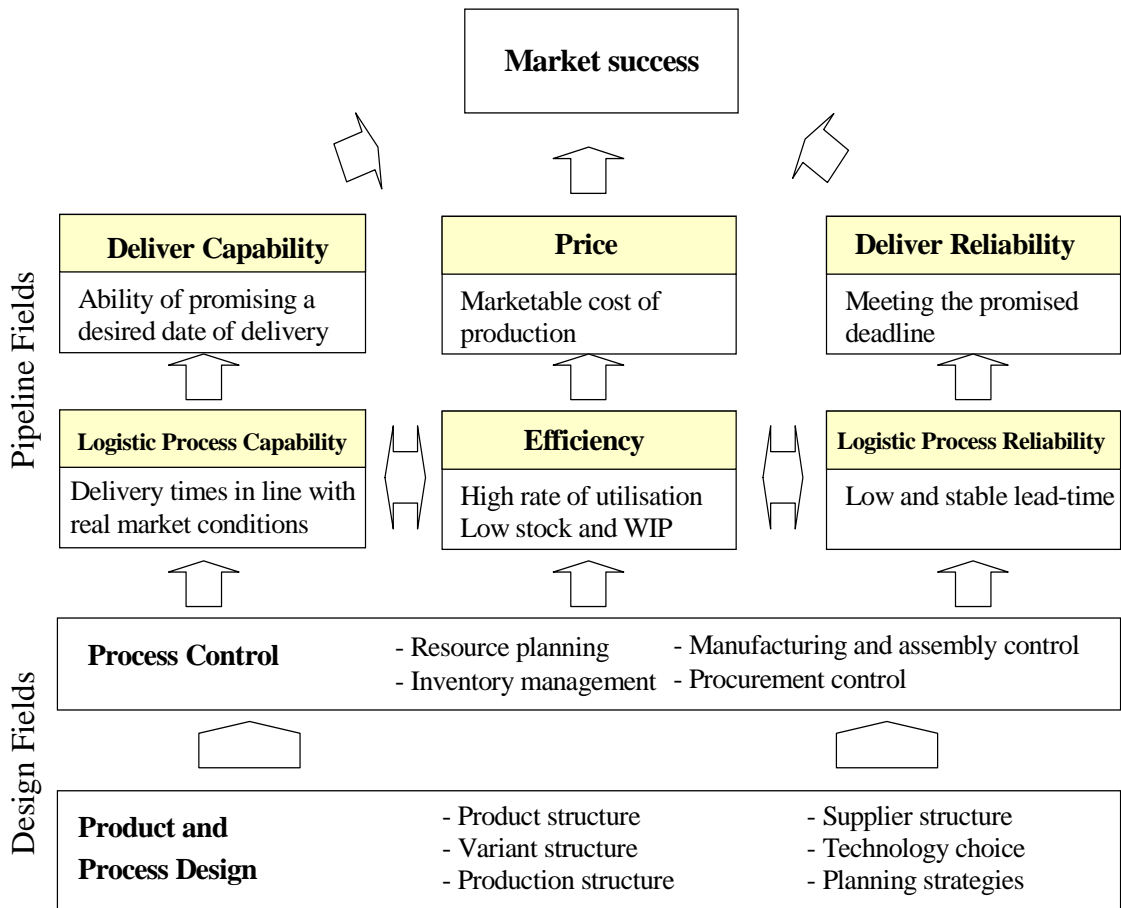 Market success
Pipeline Fields
Deliver Capability
Ability of promising a
desired date of delivery
Price
Marketable cost of
production
Deliver Reliability
Meeting the promised
deadline
Logistic Process Capability
Delivery times in line with
real market conditions
Efficiency
High rate of utilisation
Low stock and WIP
Logistic Process Reliability
Low and stable lead-time
Design Fields
Process Control
- Resource planning
- Inventory management
- Manufacturing and assembly control
- Procurement control
Product and
Process Design
- Product structure
- Variant structure
- Production structure
- Supplier structure
- Technology choice
- Planning strategies